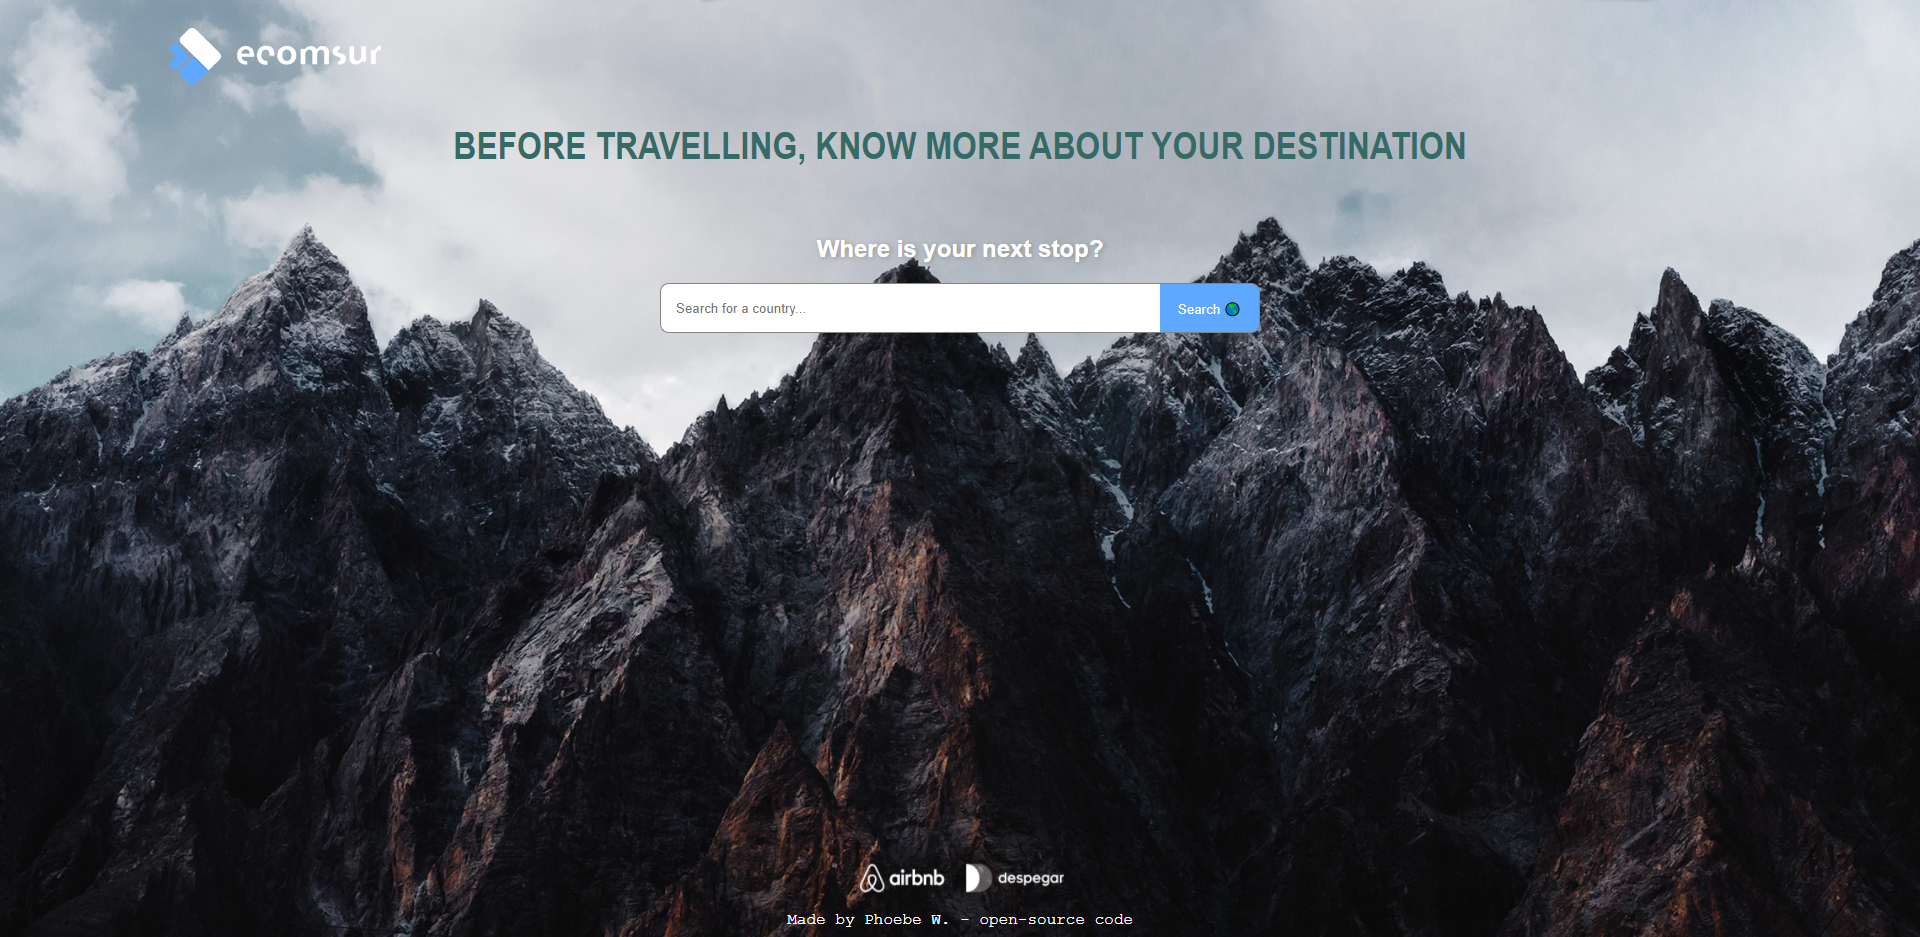 ecomsur
BEFORE TRAVELLING, KNOW MORE ABOUT YOUR DESTINATION
Where is your next stop?
Search for a country...
Search
airbnb despegar
Made by Phoebe W. - open-source code